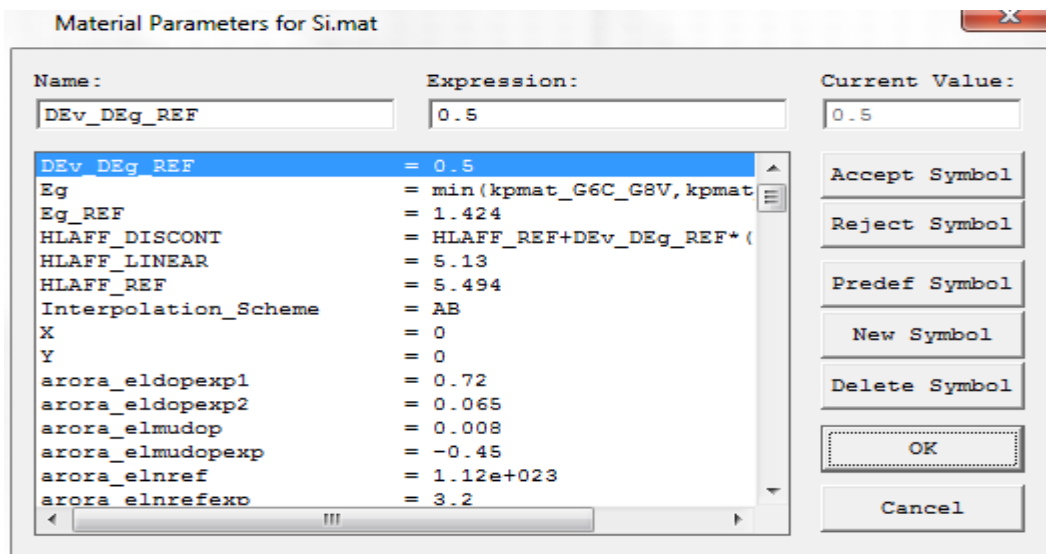 Material Parameters for Si.mat
Name: Expression: Current Value:
DEv_DEg_REF 0.5 0.5
DEv_DEg_REF = 0.5
Eg = min(kpmat_G6C_G8V,kpmat_
Eg_REF = 1.424
HLAFF_DISCONT = HLAFF_REF+DEv_DEg_REF*(
HLAFF_LINEAR = 5.13
HLAFF_REF = 5.494
Interpolation_Scheme = AB
X = 0
Y = 0
arora_eldopexp1 = 0.72
arora_eldopexp2 = 0.065
arora_elmudop = 0.008
arora_elmudopexp = -0.45
arora_elnref = 1.12e+023
arora_elnrefexp = 3.2
Accept Symbol
Reject Symbol
Predef Symbol
New Symbol
Delete Symbol
OK
Cancel